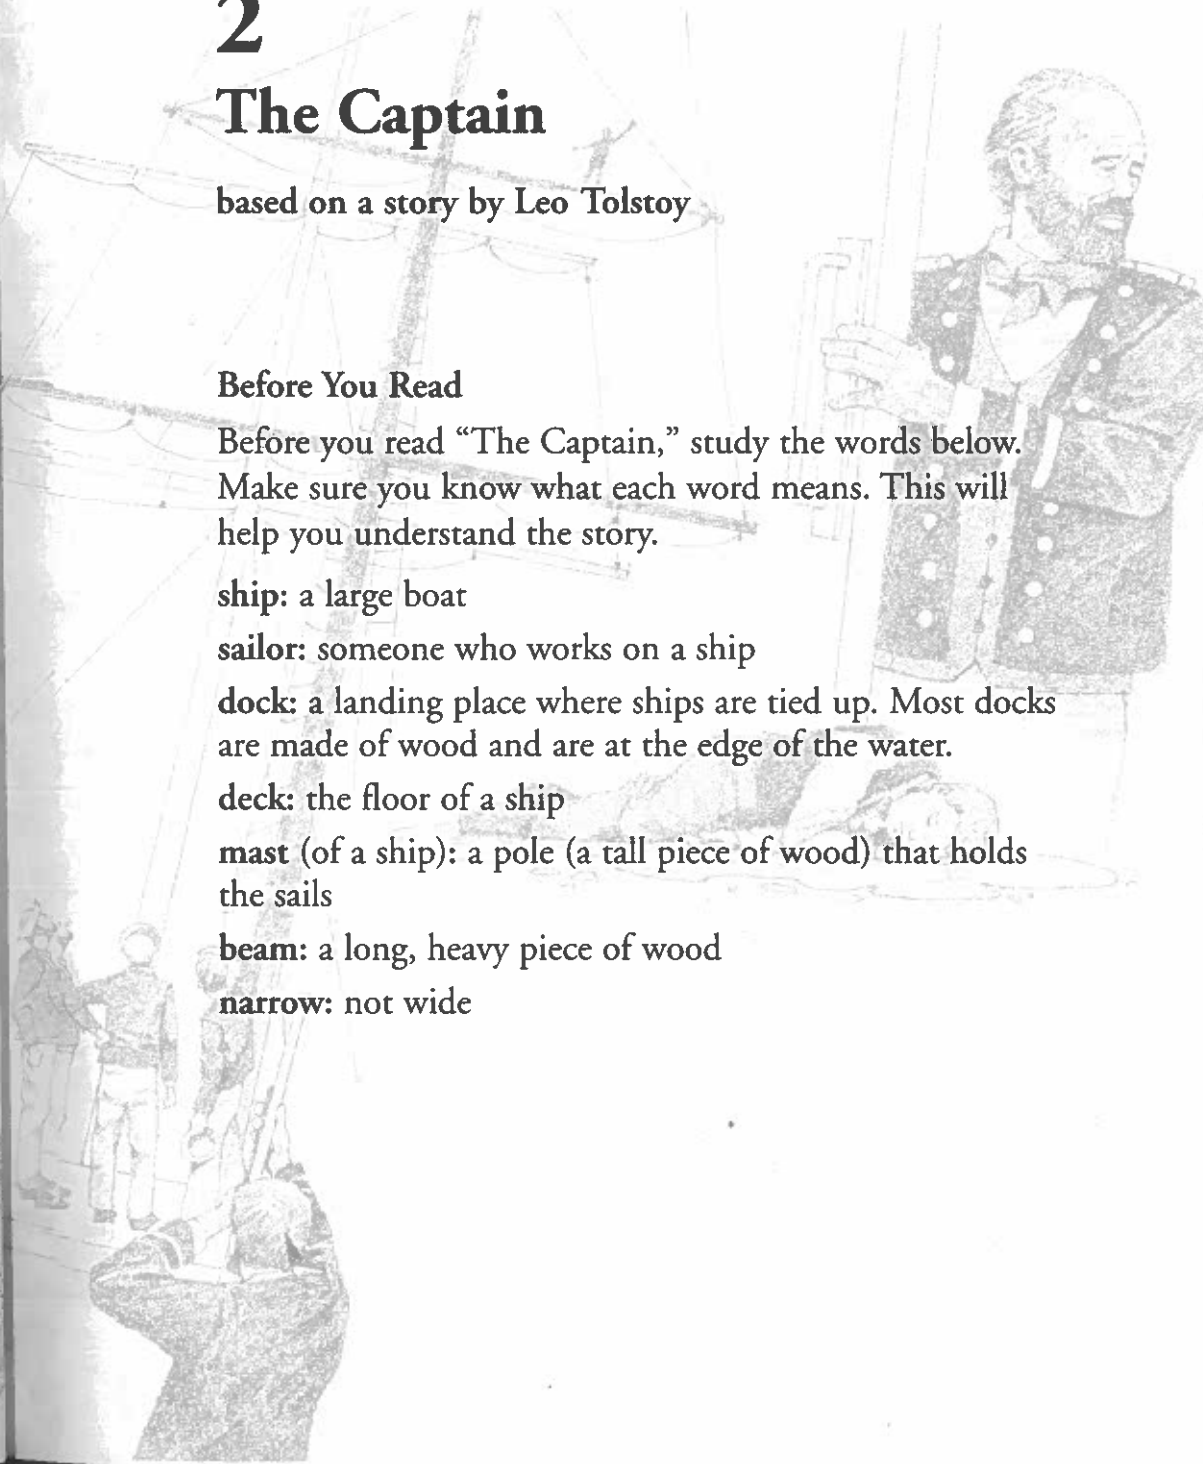 2
The Captain
based on a story by Leo Tolstoy
Before You Read
Before you read “The Captain,” study the words below.
Make sure you know what each word means. This will
help you understand the story.
ship: a large boat
sailor: someone who works on a ship
dock: a landing place where ships are tied up. Most docks
are made of wood and are at the edge of the water.
deck: the floor of a ship
mast (of a ship): a pole (a tall piece of wood) that holds
the sails
beam: a long, heavy piece of wood
narrow: not wide